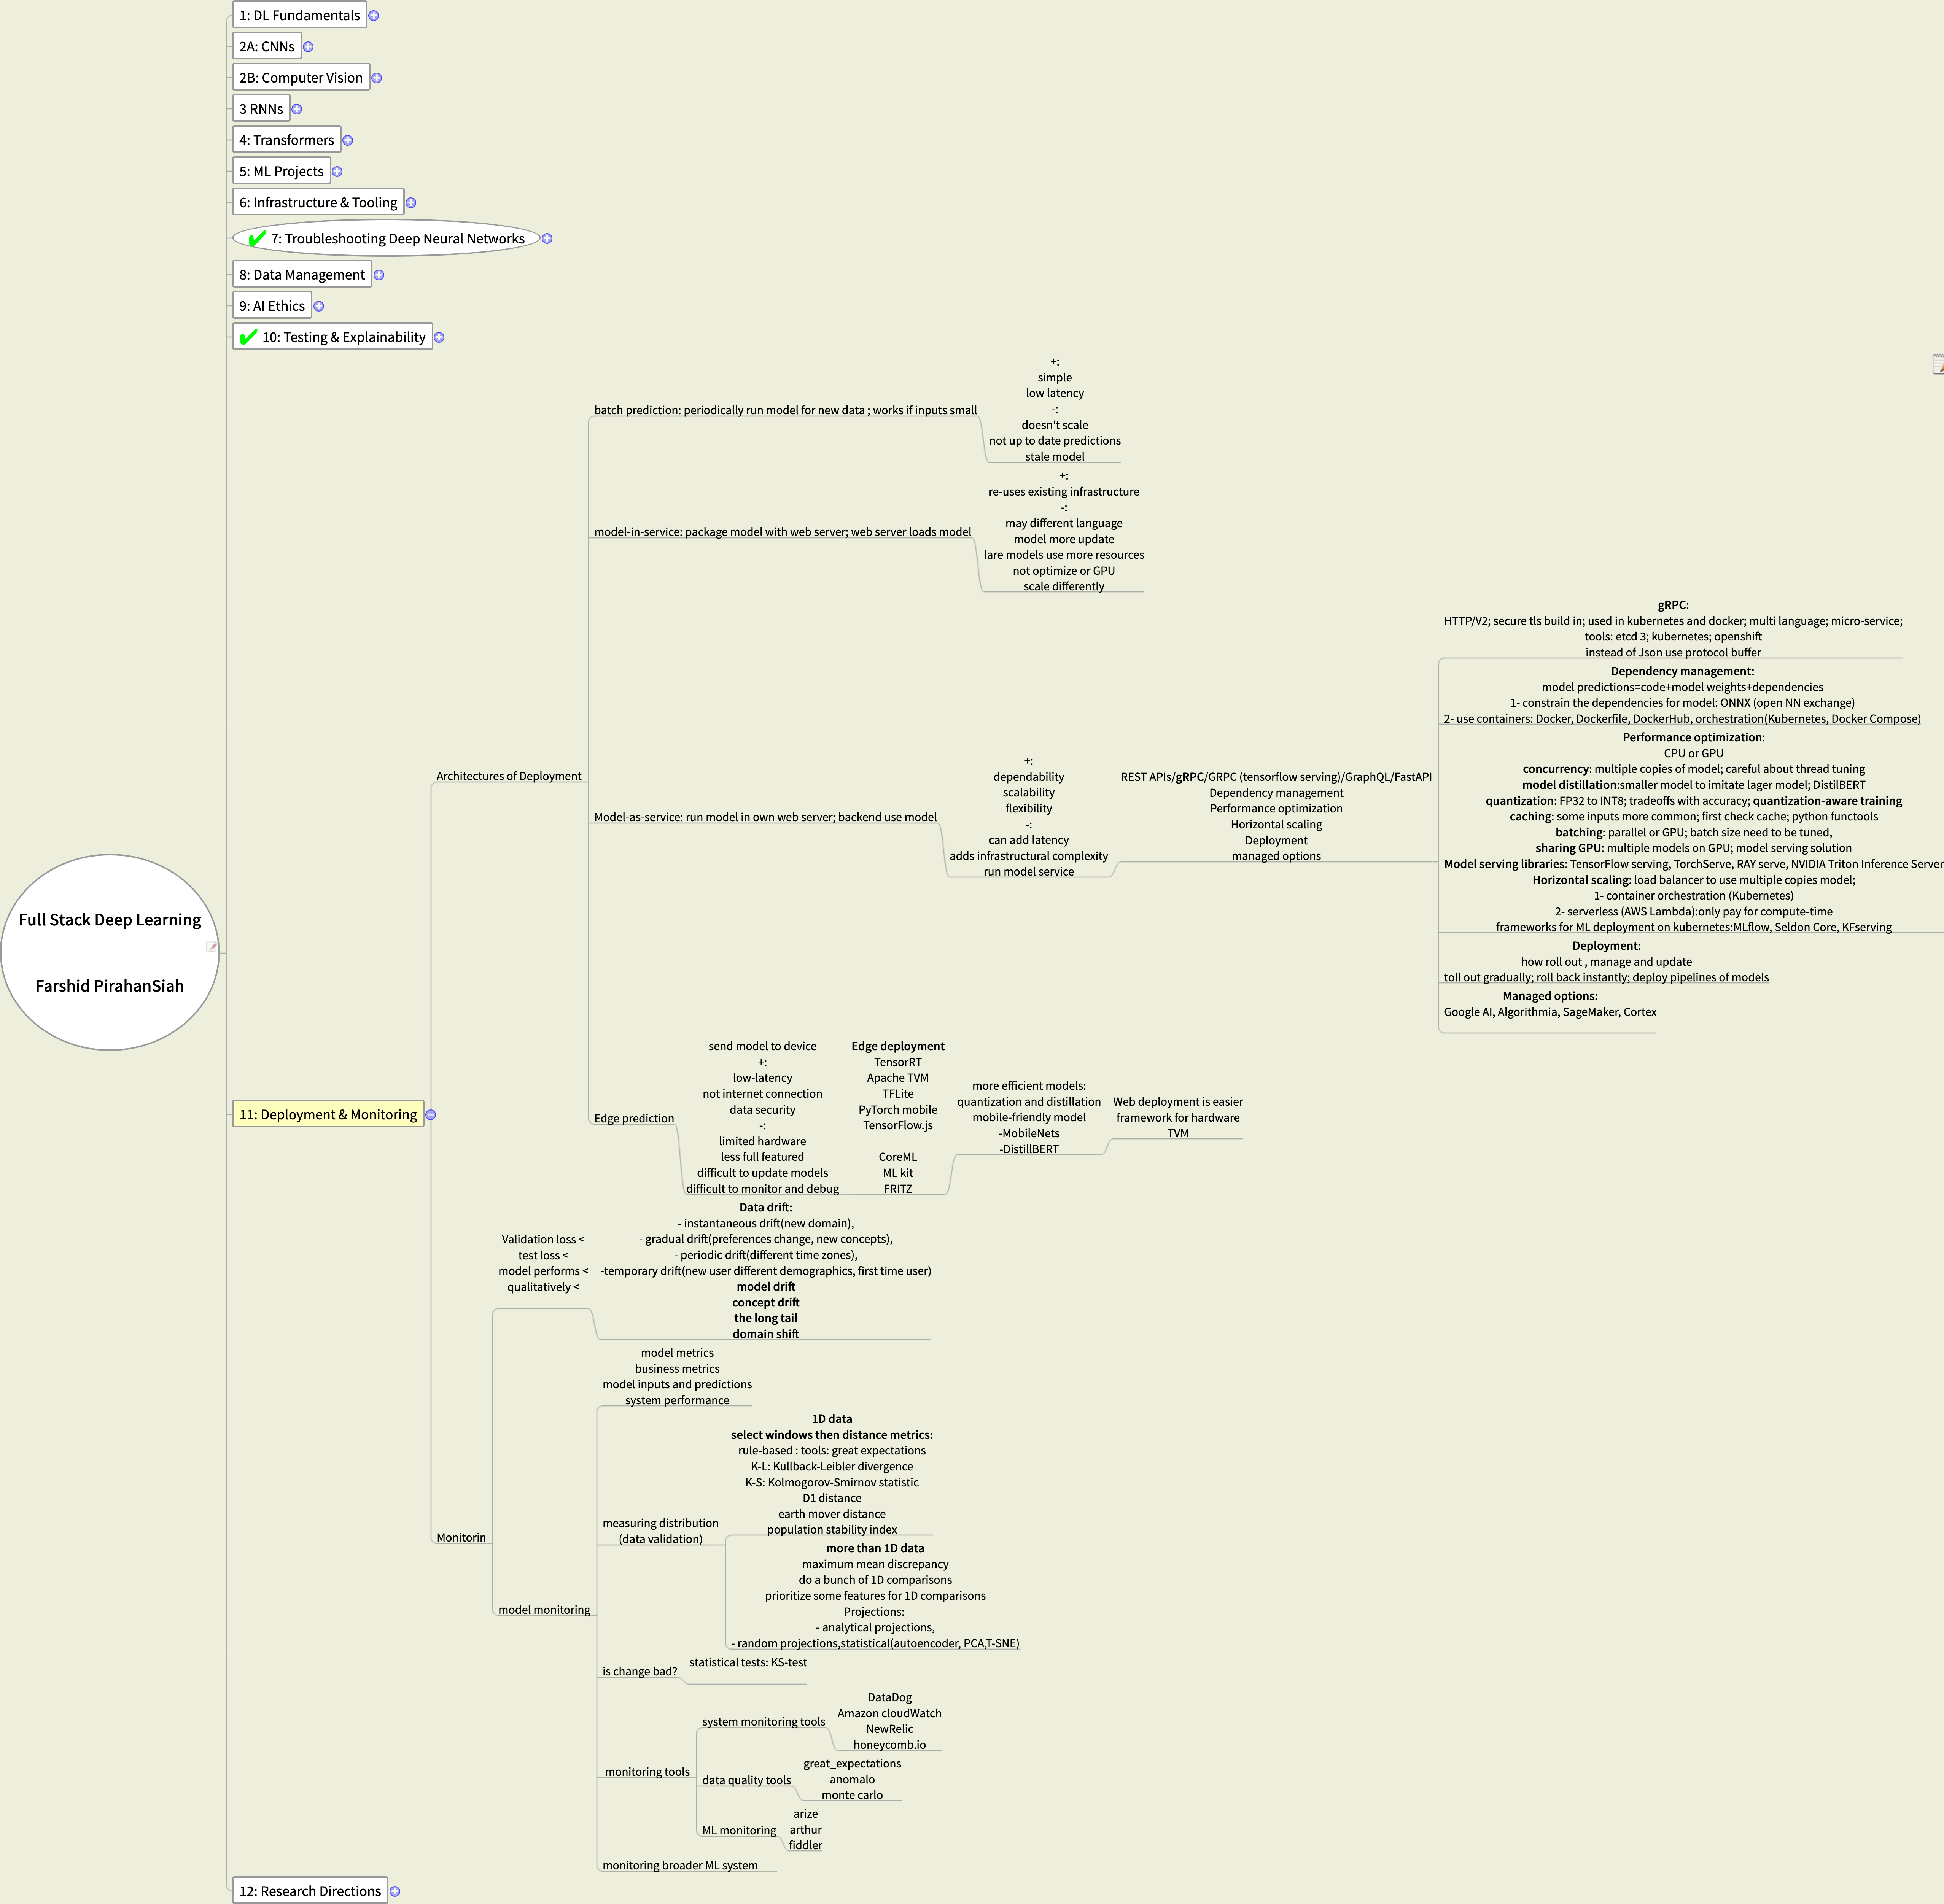 1: DL Fundamentals
2A: CNNs
2B: Computer Vision
3 RNNs
4: Transformers
5: ML Projects
6: Infrastructure & Tooling
7: Troubleshooting Deep Neural Networks
8: Data Management
9: AI Ethics
10: Testing & Explainability
Full Stack Deep Learning
Farshid PirahanSiah
11: Deployment & Monitoring
Architectures of Deployment
batch prediction: periodically run model for new data ; works if inputs small
+:
simple
low latency
-:
doesn't scale
not up to date predictions
stale model
model-in-service: package model with web server; web server loads model
+:
re-uses existing infrastructure
-:
may different language
model more update
lare models use more resources
not optimize or GPU
scale differently
Model-as-service: run model in own web server; backend use model
+:
dependability
scalability
flexibility
-:
can add latency
adds infrastructural complexity
run model service
REST APIs/gRPC/GRPC (tensorflow serving)/GraphQL/FastAPI
Dependency management
Performance optimization
Horizontal scaling
Deployment
managed options
gRPC:
HTTP/V2; secure tls build in; used in kubernetes and docker; multi language; micro-service;
tools: etcd 3; kubernetes; openshift
instead of Json use protocol buffer
Dependency management:
model predictions=code+model weights+dependencies
1- constrain the dependencies for model: ONNX (open NN exchange)
2- use containers: Docker, Dockerfile, DockerHub, orchestration(Kubernetes, Docker Compose)
Performance optimization:
CPU or GPU
concurrency: multiple copies of model; careful about thread tuning
model distillation:smaller model to imitate lager model; DistilBERT
quantization: FP32 to INT8; tradeoffs with accuracy; quantization-aware training
caching: some inputs more common; first check cache; python functools
batching: parallel or GPU; batch size need to be tuned,
sharing GPU: multiple models on GPU; model serving solution
Model serving libraries: TensorFlow serving, TorchServe, RAY serve, NVIDIA Triton Inference Server
Horizontal scaling: load balancer to use multiple copies model;
1- container orchestration (Kubernetes)
2- serverless (AWS Lambda):only pay for compute-time
frameworks for ML deployment on kubernetes:MLflow, Seldon Core, KFserving
Deployment:
how roll out , manage and update
toll out gradually; roll back instantly; deploy pipelines of models
Managed options:
Google AI, Algorithmia, SageMaker, Cortex
Edge prediction
send model to device
+:
low-latency
not internet connection
data security
-:
limited hardware
less full featured
difficult to update models
difficult to monitor and debug
Edge deployment
TensorRT
Apache TVM
TFLite
PyTorch mobile
TensorFlow.js
CoreML
ML kit
FRITZ
more efficient models:
quantization and distillation
mobile-friendly model
-MobileNets
-DistillBERT
Web deployment is easier
framework for hardware
TVM
Monitorin
Validation loss <
test loss <
model performs <
qualitatively <
Data drift:
- instantaneous drift(new domain),
- gradual drift(preferences change, new concepts),
- periodic drift(different time zones),
-temporary drift(new user different demographics, first time user)
model drift
concept drift
the long tail
domain shift
model monitoring
model metrics
business metrics
model inputs and predictions
system performance
measuring distribution
(data validation)
1D data
select windows then distance metrics:
rule-based : tools: great expectations
K-L: Kullback-Leibler divergence
K-S: Kolmogorov-Smirnov statistic
D1 distance
earth mover distance
population stability index
more than 1D data
maximum mean discrepancy
do a bunch of 1D comparisons
prioritize some features for 1D comparisons
Projections:
- analytical projections,
- random projections,statistical(autoencoder, PCA,T-SNE)
is change bad?
statistical tests: KS-test
monitoring tools
system monitoring tools
DataDog
Amazon cloudWatch
NewRelic
honeycomb.io
data quality tools
great_expectations
anomalo
monte carlo
ML monitoring
arize
arthur
fiddler
monitoring broader ML system
12: Research Directions